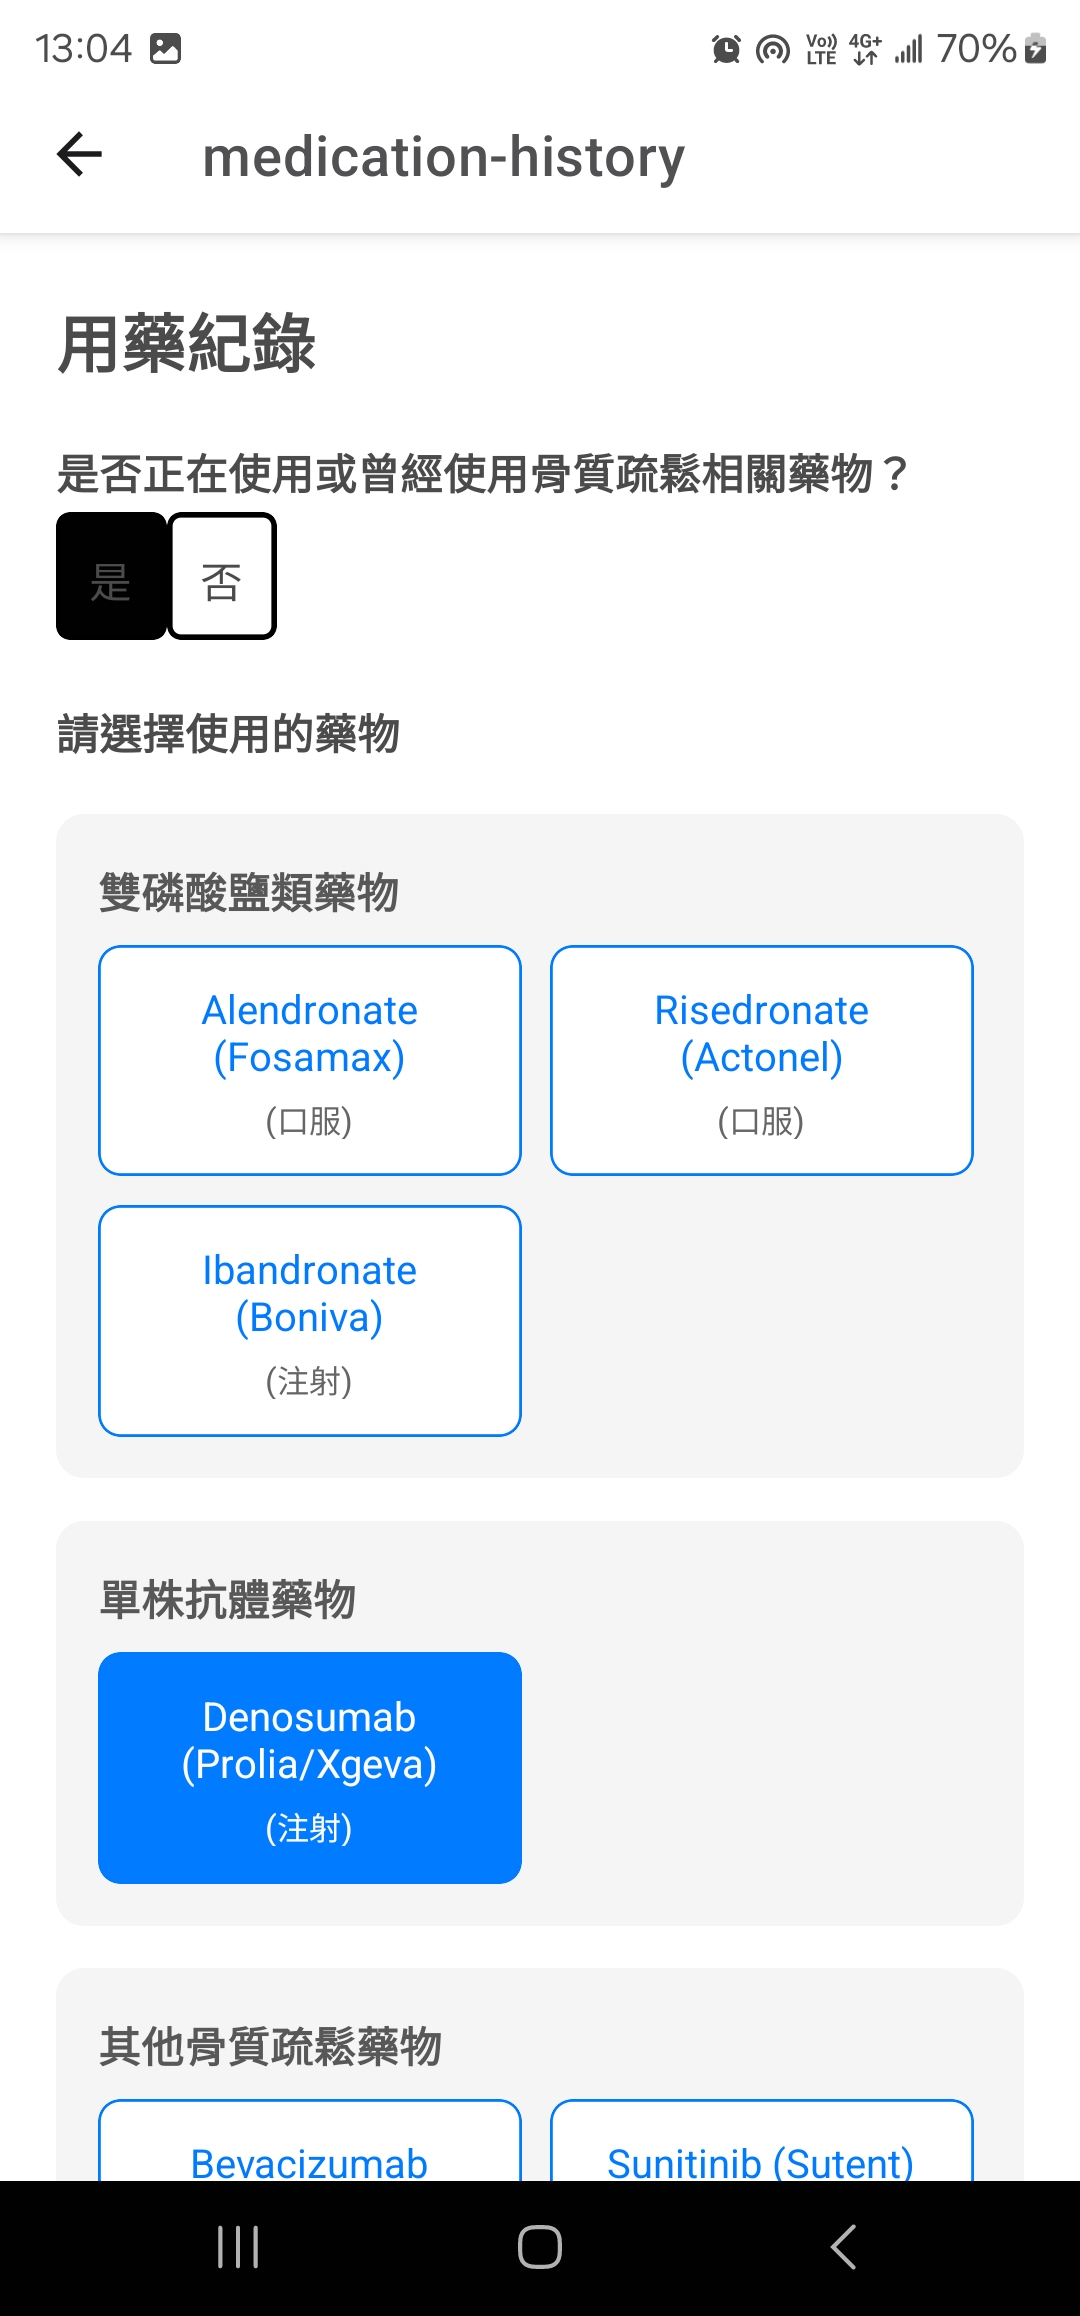 13:04
Vo)) LTE 4G+ 70%
medication-history
用藥紀錄
是否正在使用或曾經使用骨質疏鬆相關藥物？
是 否
請選擇使用的藥物
雙磷酸鹽類藥物
Alendronate
(Fosamax)
(口服)
Risedronate
(Actonel)
(口服)
Ibandronate
(Boniva)
(注射)
單株抗體藥物
Denosumab
(Prolia/Xgeva)
(注射)
其他骨質疏鬆藥物
Bevacizumab
Sunitinib (Sutent)